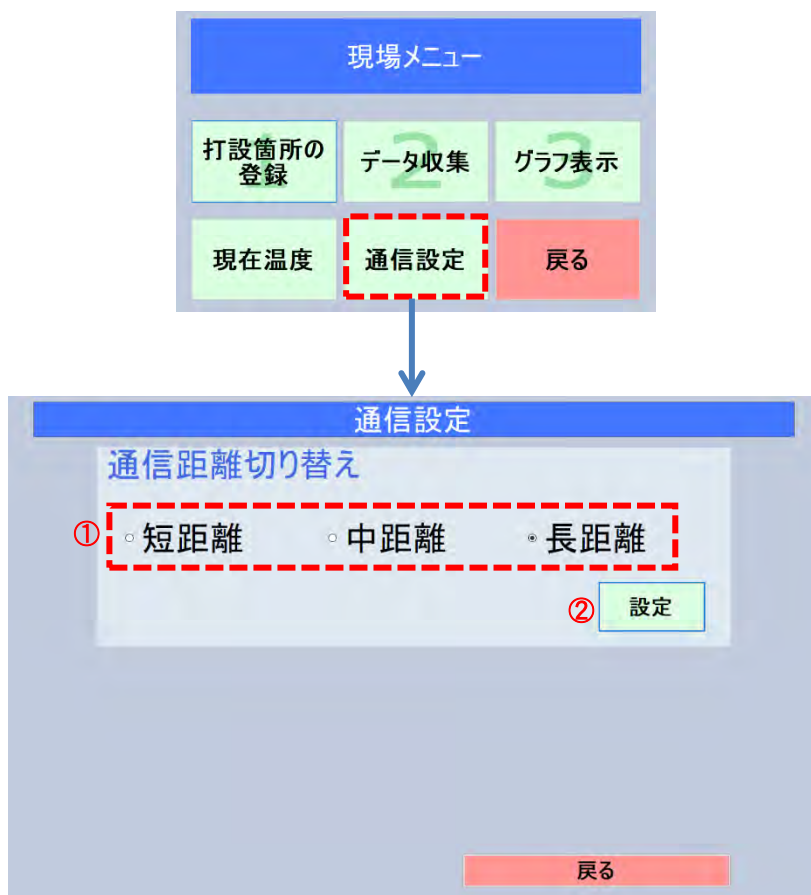 現場メニュー
1
打設箇所の
登録
2
データ収集
3
グラフ表示
現在温度
通信設定
戻る
通信設定
通信距離切り替え
①
短距離
中距離
長距離
②
設定
戻る